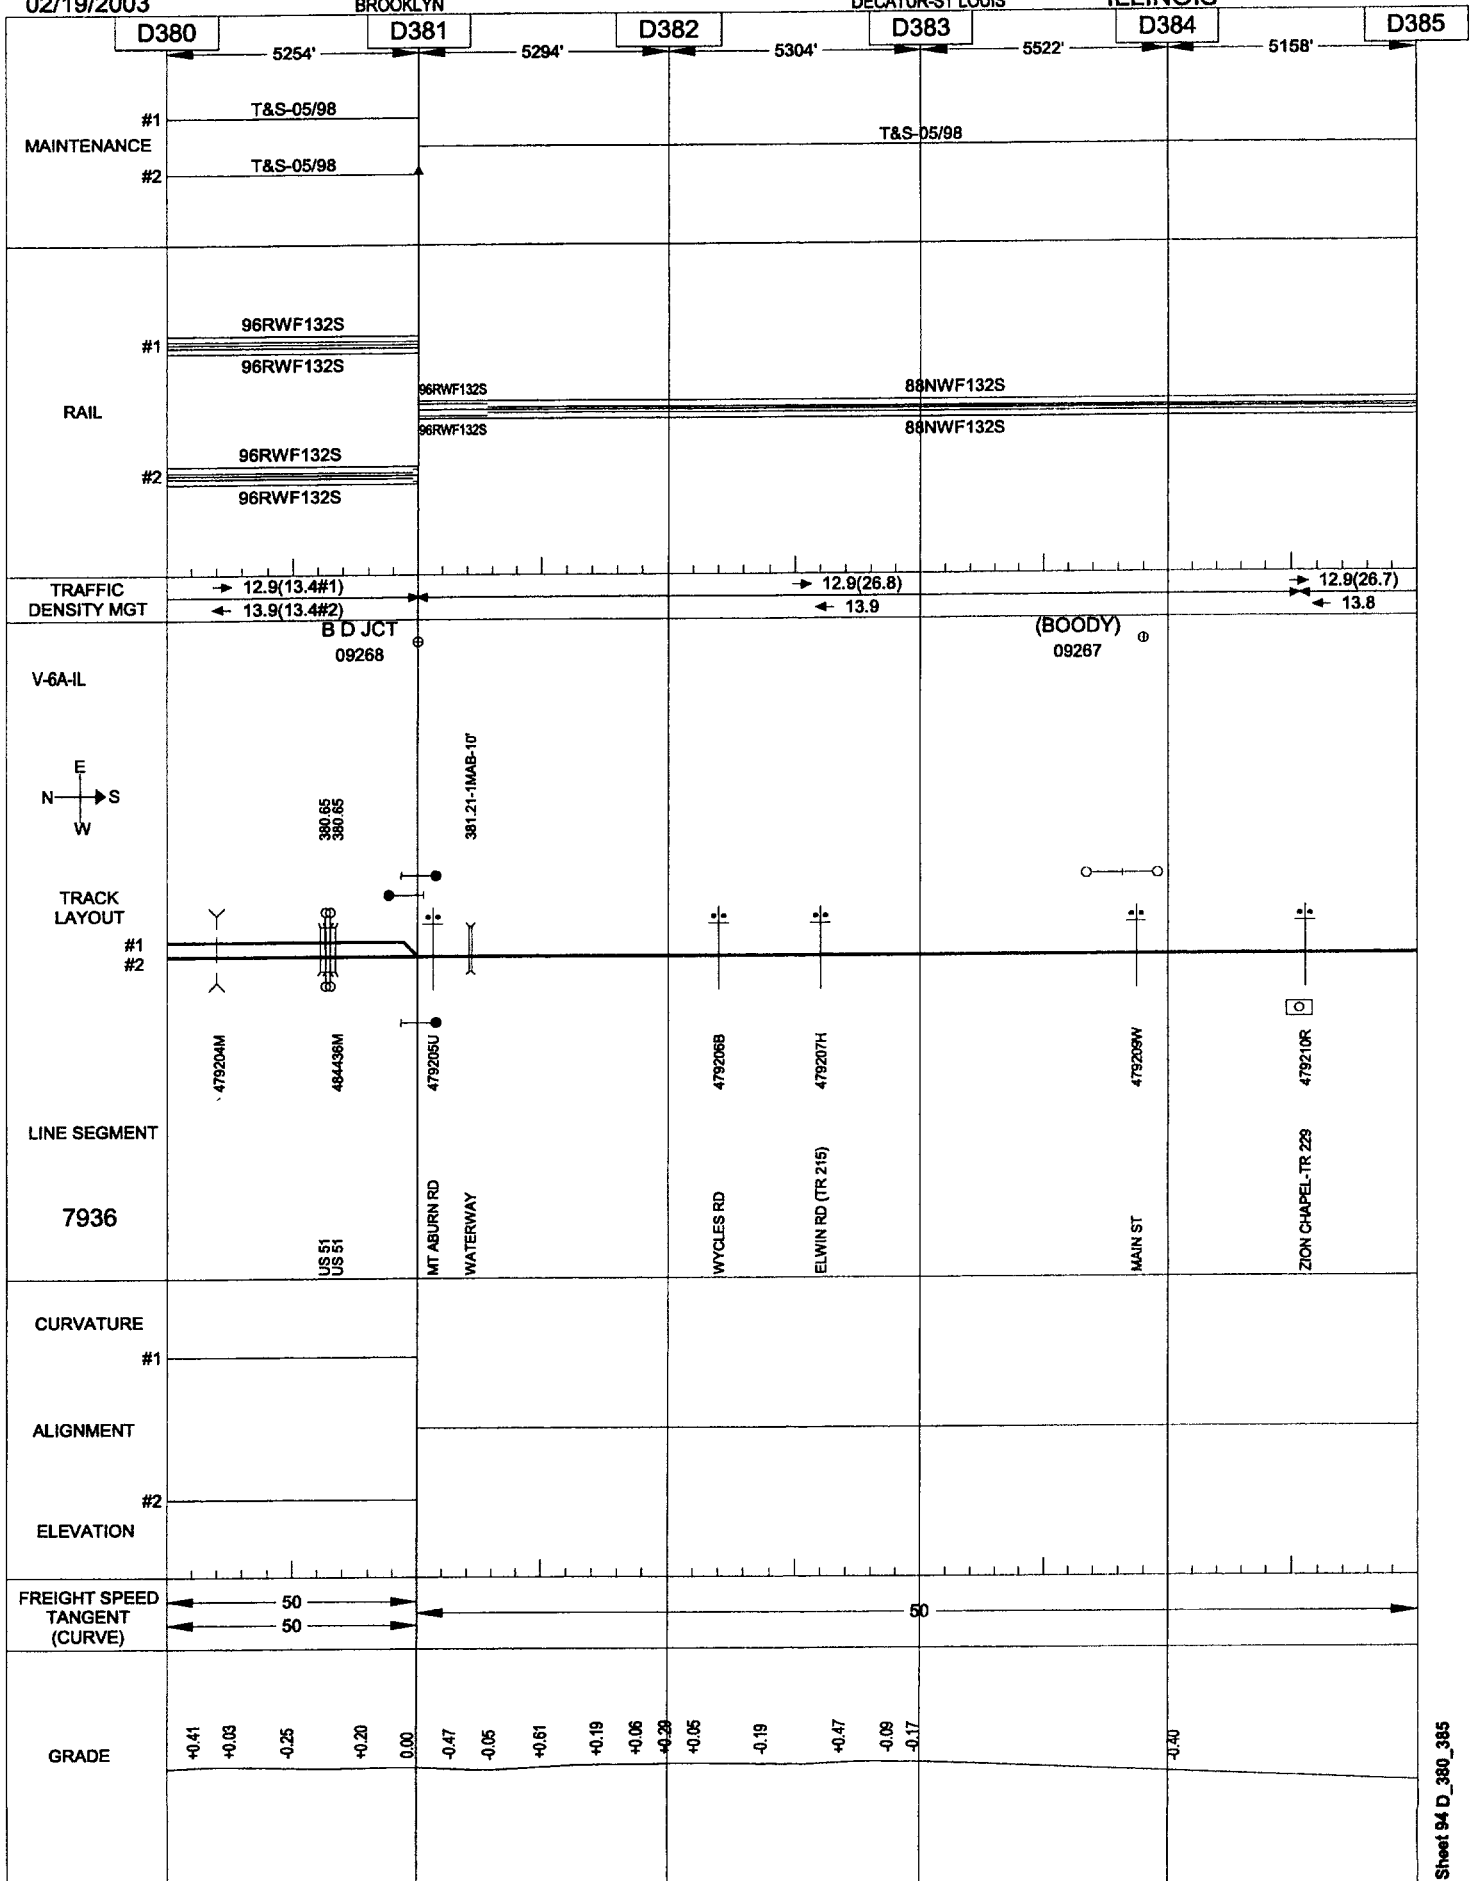 02/19/2003 BROOKLYN DECATUR-ST LOUIS ILLINOIS
D380 D381 D382 D383 D384 D385
5254' 5294' 5304' 5522' 5158'
#1 T&S-05/98
MAINTENANCE T&S-05/98
#2 T&S-05/98
96RWF132S
#1
96RWF132S
96RWF132S 88NWF132S
RAIL
96RWF132S 88NWF132S
96RWF132S
#2
96RWF132S
TRAFFIC DENSITY MGT
12.9(13.4#1) 12.9(26.8) 12.9(26.7)
13.9(13.4#2) 13.9 13.8
B D JCT (BOODY)
09268 09267
V-6A-IL
E
N S
W
380.65
380.65
381.21-1MAB-10'
TRACK
LAYOUT
#1
#2
479204M
484436M
479205U
479206B
479207H
479209W
479210R
LINE SEGMENT
7936
US 51
US 51
MT ABURN RD
WATERWAY
WYCLES RD
ELWIN RD (TR 215)
MAIN ST
ZION CHAPEL-TR 229
CURVATURE
#1
ALIGNMENT
#2
ELEVATION
FREIGHT SPEED
TANGENT
(CURVE)
50
50
50
GRADE
+0.41
+0.03
-0.25
+0.20
0.00
-0.47
-0.05
+0.61
+0.19
+0.06
+0.29
+0.05
-0.19
+0.47
-0.09
-0.17
-0.40
Sheet 94 D_380_385